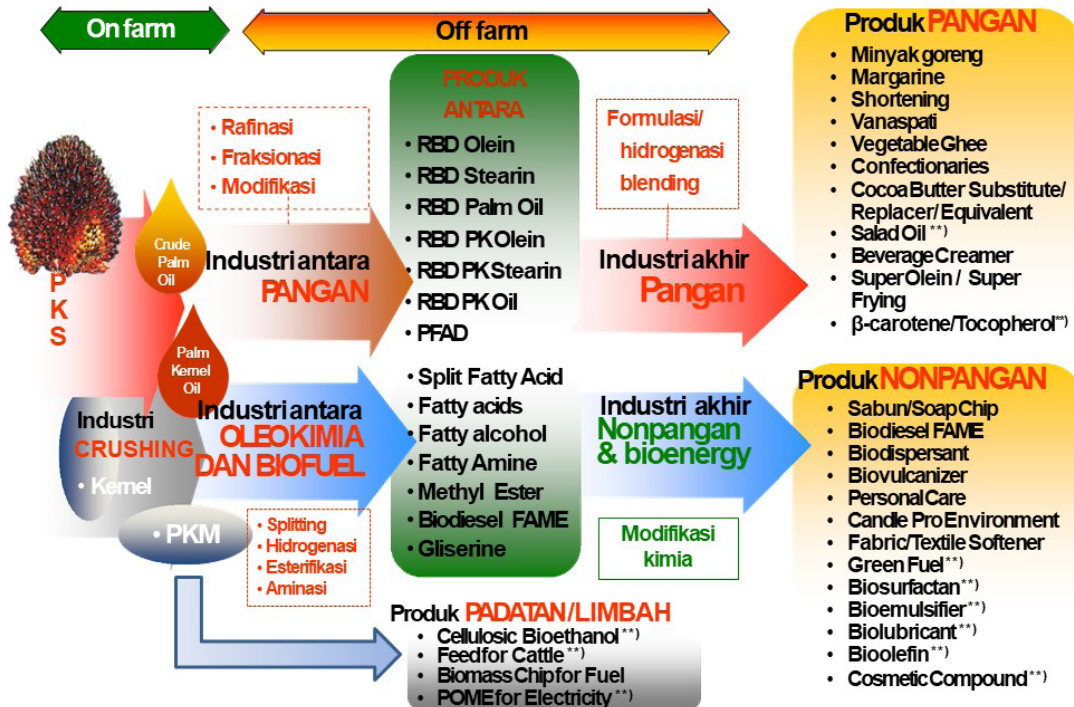 On farm
Off farm
PKS
Crude
Palm
Oil
Palm
Kernel
Oil
Industri
CRUSHING
• Kernel
• PKM
• Rafinasi
• Fraksionasi
• Modifikasi
Industri antara
PANGAN
Industri antara
OLEOKIMIA
DAN BIOFUEL
• Splitting
• Hidrogenasi
• Esterifikasi
• Aminasi
PRODUK
ANTARA
• RBD Olein
• RBD Stearin
• RBD Palm Oil
• RBD PK Olein
• RBD PK Stearin
• RBD PK Oil
• PFAD
• Split Fatty Acid
• Fatty acids
• Fatty alcohol
• Fatty Amine
• Methyl Ester
• Biodiesel FAME
• Gliserine
Formulasi/
hidrogenasi
blending
Industri akhir
Pangan
Industri akhir
Nonpangan
& bioenergy
Modifikasi
kimia
Produk PANGAN
• Minyak goreng
• Margarine
• Shortening
• Vanaspati
• Vegetable Ghee
• Confectionaries
• Cocoa Butter Substitute/
Replacer/ Equivalent
• Salad Oil **)
• Beverage Creamer
• Super Olein / Super
Frying
• β-carotene/Tocopherol**)
Produk NONPANGAN
• Sabun/Soap Chip
• Biodiesel FAME
• Biodispersant
• Biovulcanizer
• Personal Care
• Candle Pro Environment
• Fabric/Textile Softener
• Green Fuel **)
• Biosurfactan **)
• Bioemulsifier **)
• Biolubricant **)
• Bioolefin **)
• Cosmetic Compound **)
Produk PADATAN/LIMBAH
• Cellulosic Bioethanol **)
• Feed for Cattle **)
• Biomass Chip for Fuel
• POME for Electricity **)